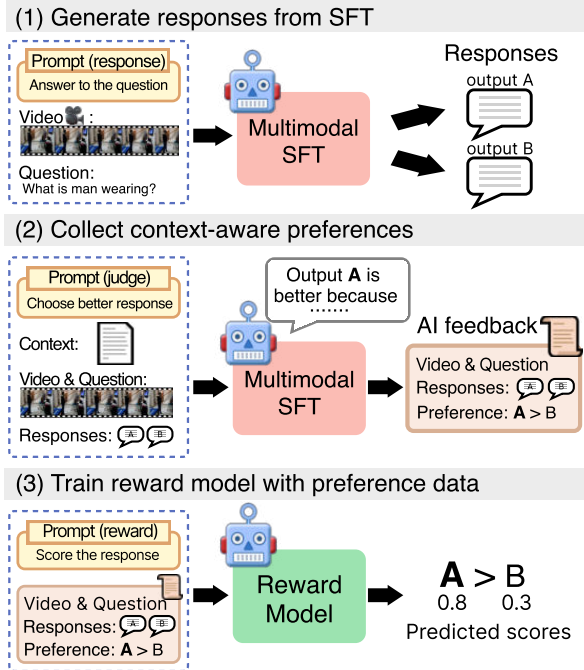 (1) Generate responses from SFT
Prompt (response)
Answer to the question
Video :
Question:
What is man wearing?
Multimodal
SFT
Responses
output A
output B
(2) Collect context-aware preferences
Prompt (judge)
Choose better response
Context:
Video & Question:
Responses: A B
Output A is
better because
.......
Multimodal
SFT
AI feedback
Video & Question
Responses: A B
Preference: A > B
(3) Train reward model with preference data
Prompt (reward)
Score the response
Video & Question
Responses: A B
Preference: A > B
Reward
Model
A > B
0.8 0.3
Predicted scores